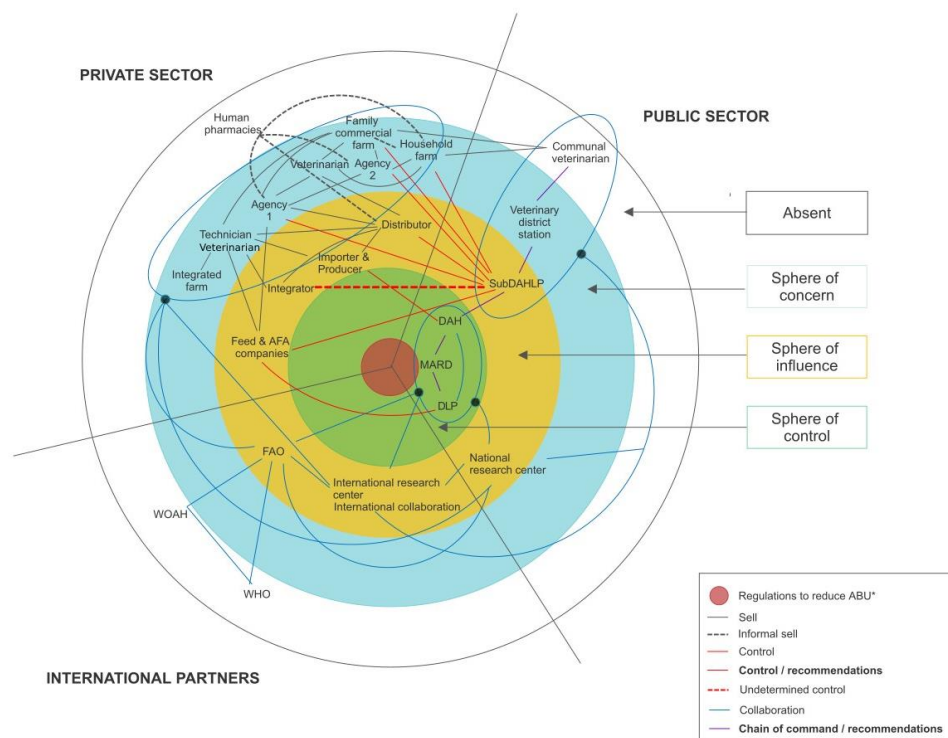 PRIVATE SECTOR
PUBLIC SECTOR
Human
pharmacies
Family
commercial
farm
Household
farm
Communal
veterinarian
Veterinarian
Agency
2
Agency
1
Veterinary
district
station
Absent
Distributor
Technician
Veterinarian
Importer &
Producer
Integrated
farm
Integrator
SubDAHLP
Sphere of
concern
DAH
Feed & AFA
companies
MARD
Sphere of
influence
DLP
Sphere of
control
FAO
National
research center
International research
center
International collaboration
WOAH
WHO
INTERNATIONAL PARTNERS
Regulations to reduce ABU*
Sell
Informal sell
Control
Control / recommendations
Undetermined control
Collaboration
Chain of command / recommendations